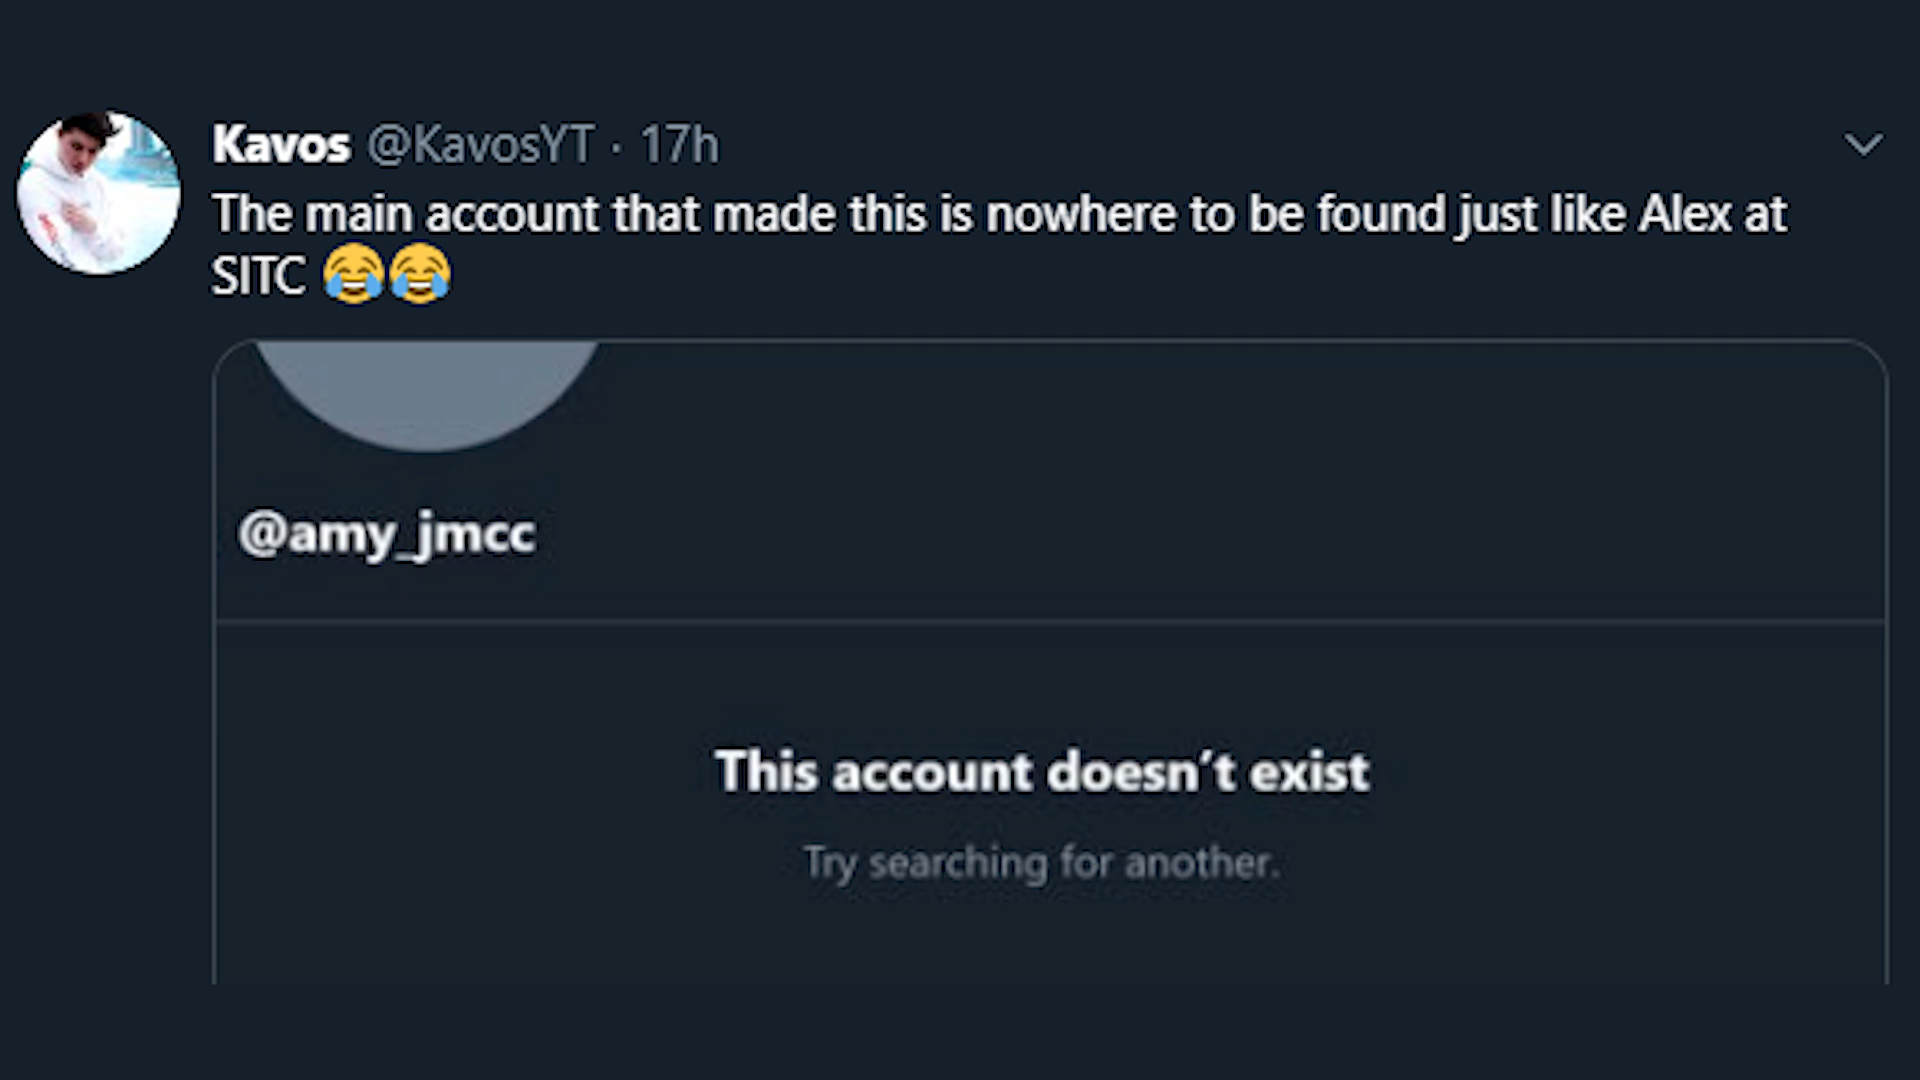 Kavos @KavosYT · 17h
The main account that made this is nowhere to be found just like Alex at
SITC 😂😂
@amy_jmcc
This account doesn’t exist
Try searching for another.